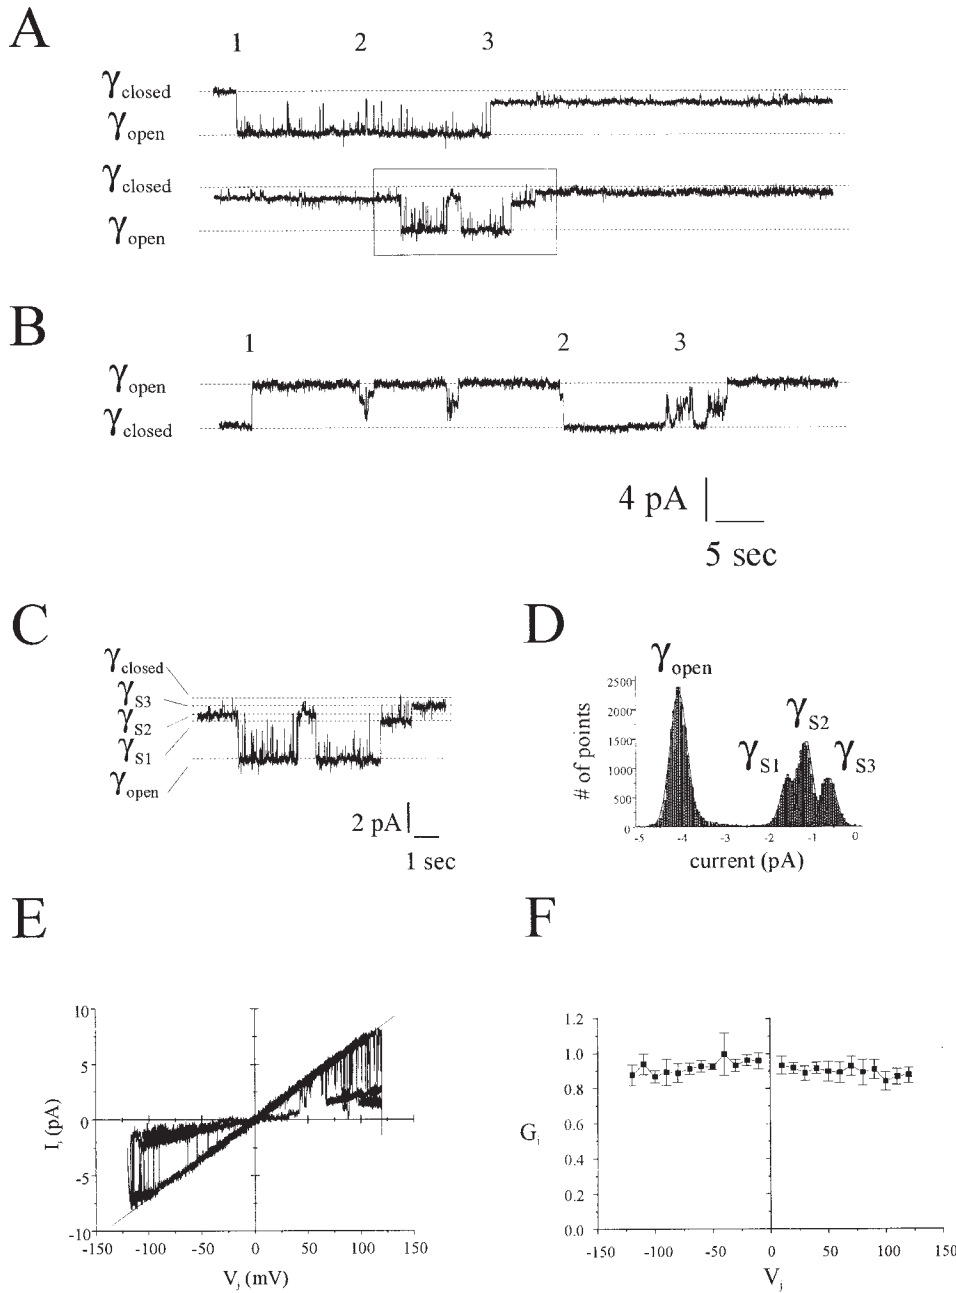 A
1 2 3
γclosed
γopen
γclosed
γopen
B
1 2 3
γopen
γclosed
4 pA
5 sec
C
γclosed
γS3
γS2
γS1
γopen
2 pA
1 sec
D
γopen
γS2
γS1 γS3
# of points
2500
2000
1500
1000
500
0
-5 -4 -3 -2 -1 0
current (pA)
E
Ij (pA)
10
5
0
-5
-10
-150 -100 -50 0 50 100 150
Vj (mV)
F
Gj
1.2
1.0
0.8
0.6
0.4
0.2
0.0
-150 -100 -50 0 50 100 150
Vj